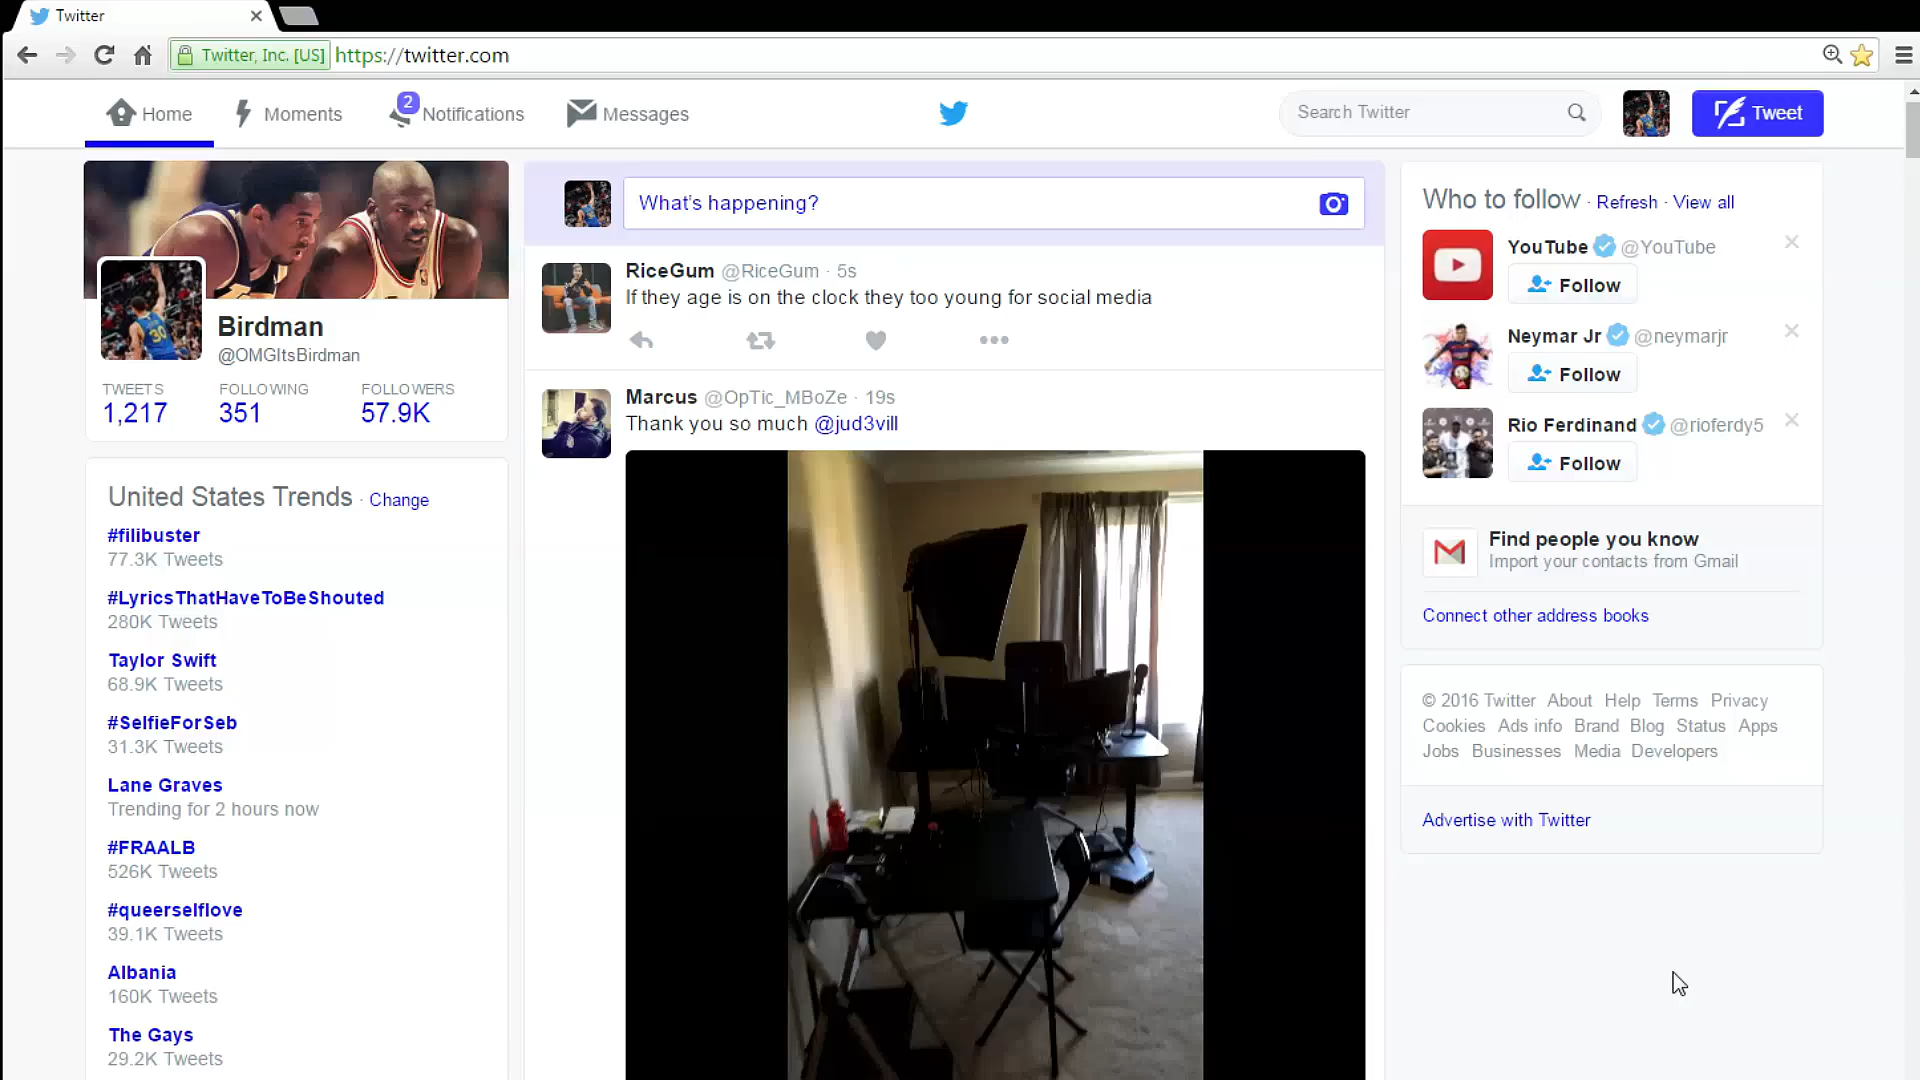 Twitter
Twitter, Inc. [US] https://twitter.com
Home
Moments
2
Notifications
Messages
Search Twitter
Tweet
Birdman
@OMGItsBirdman
TWEETS FOLLOWING FOLLOWERS
1,217 351 57.9K
United States Trends · Change
#filibuster
77.3K Tweets
#LyricsThatHaveToBeShouted
280K Tweets
Taylor Swift
68.9K Tweets
#SelfieForSeb
31.3K Tweets
Lane Graves
Trending for 2 hours now
#FRAALB
526K Tweets
#queerselflove
39.1K Tweets
Albania
160K Tweets
The Gays
29.2K Tweets
What's happening?
RiceGum @RiceGum · 5s
If they age is on the clock they too young for social media
Marcus @OpTic_MBoZe · 19s
Thank you so much @jud3vill
Who to follow · Refresh · View all
YouTube @YouTube
Follow
Neymar Jr @neymarjr
Follow
Rio Ferdinand @rioferdy5
Follow
Find people you know
Import your contacts from Gmail
Connect other address books
© 2016 Twitter About Help Terms Privacy
Cookies Ads info Brand Blog Status Apps
Jobs Businesses Media Developers
Advertise with Twitter
30